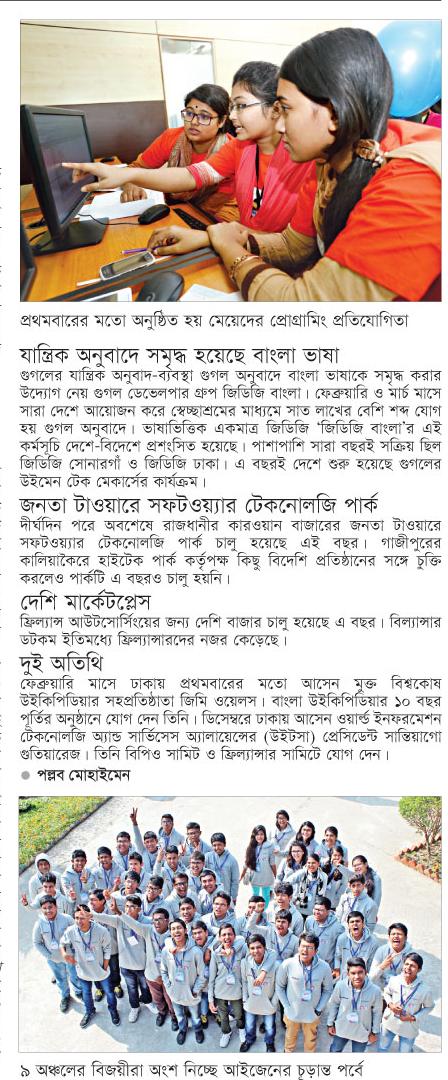 প্রথমবারের মতো অনুষ্ঠিত হয় মেয়েদের প্রোগ্রামিং প্রতিযোগিতা
যান্ত্রিক অনুবাদে সমৃদ্ধ হয়েছে বাংলা ভাষা
গুগলের যান্ত্রিক অনুবাদ-ব্যবস্থা গুগল অনুবাদে বাংলা ভাষাকে সমৃদ্ধ করার
উদ্যোগ নেয় গুগল ডেভেলপার গ্রুপ জিডিজি বাংলা। ফেব্রুয়ারি ও মার্চ মাসে
সারা দেশে আয়োজন করে স্বেচ্ছাশ্রমের মাধ্যমে সাত লাখের বেশি শব্দ যোগ
হয় গুগল অনুবাদে। ভাষাভিত্তিক একমাত্র জিডিজি ‘জিডিজি বাংলা’র এই
কর্মসূচি দেশে-বিদেশে প্রশংসিত হয়েছে। পাশাপাশি সারা বছরই সক্রিয় ছিল
জিডিজি সোনারগাঁ ও জিডিজি ঢাকা। এ বছরই দেশে শুরু হয়েছে গুগলের
উইমেন টেক মেকার্সের কার্যক্রম।
জনতা টাওয়ারে সফটওয়্যার টেকনোলজি পার্ক
দীর্ঘদিন পরে অবশেষে রাজধানীর কারওয়ান বাজারের জনতা টাওয়ারে
সফটওয়্যার টেকনোলজি পার্ক চালু হয়েছে এই বছর। গাজীপুরের
কালিয়াকৈরে হাইটেক পার্ক কর্তৃপক্ষ কিছু বিদেশি প্রতিষ্ঠানের সঙ্গে চুক্তি
করলেও পার্কটি এ বছরও চালু হয়নি।
দেশি মার্কেটপ্লেস
ফ্রিল্যান্স আউটসোর্সিংয়ের জন্য দেশি বাজার চালু হয়েছে এ বছর। বিল্যান্সার
ডটকম ইতিমধ্যে ফ্রিল্যান্সারদের নজর কেড়েছে।
দুই অতিথি
ফেব্রুয়ারি মাসে ঢাকায় প্রথমবারের মতো আসেন মুক্ত বিশ্বকোষ
উইকিপিডিয়ার সহপ্রতিষ্ঠাতা জিমি ওয়েলস। বাংলা উইকিপিডিয়ার ১০ বছর
পূর্তির অনুষ্ঠানে যোগ দেন তিনি। ডিসেম্বরে ঢাকায় আসেন ওয়ার্ল্ড ইনফরমেশন
টেকনোলজি অ্যান্ড সার্ভিসেস অ্যালায়েন্সের (উইটসা) প্রেসিডেন্ট সান্তিয়াগো
গুতিয়ারেজ। তিনি বিপিও সামিট ও ফ্রিল্যান্সার সামিটে যোগ দেন।
● পল্লব মোহাইমেন
৯ অঞ্চলের বিজয়ীরা অংশ নিচ্ছে আইজেনের চূড়ান্ত পর্বে